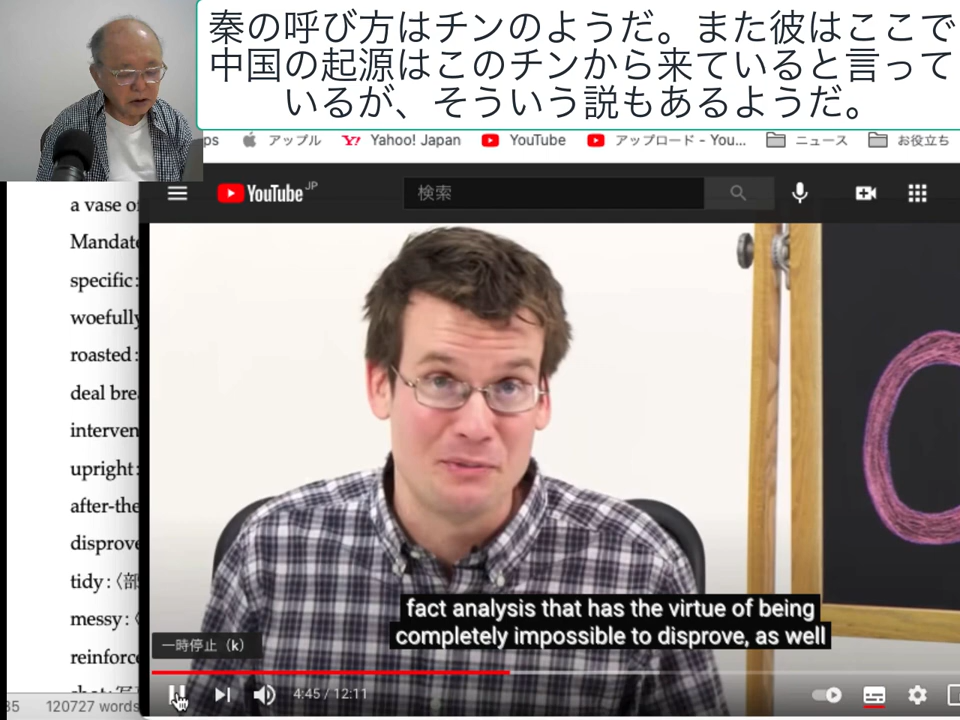 秦の呼び方はチンのようだ。また彼はここで
中国の起源はこのチンから来ていると言って
いるが、そういう説もあるようだ。
ps アップル Yahoo! Japan YouTube アップロード - You... ニュース お役立ち
YouTube JP 検索
a vase o
Mandate
specific:
woefully
roasted:
deal brea
interven
upright:
after-the
disprove
tidy:〈部
messy:〈
reinforce
fact analysis that has the virtue of being
completely impossible to disprove, as well
一時停止 (k)
4:45 / 12:11
35 120727 words